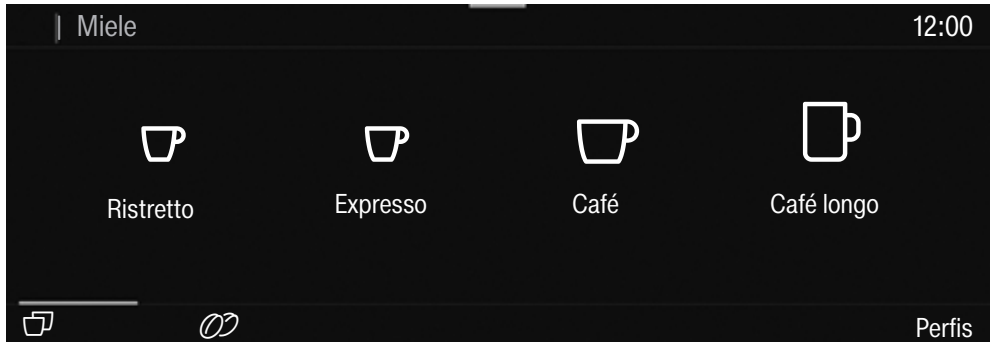 Miele
12:00
Ristretto
Expresso
Café
Café longo
Perfis